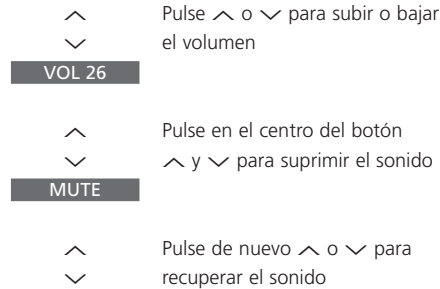 Pulse ︿ o ﹀ para subir o bajar
el volumen
VOL 26
Pulse en el centro del botón
︿ y ﹀ para suprimir el sonido
MUTE
Pulse de nuevo ︿ o ﹀ para
recuperar el sonido